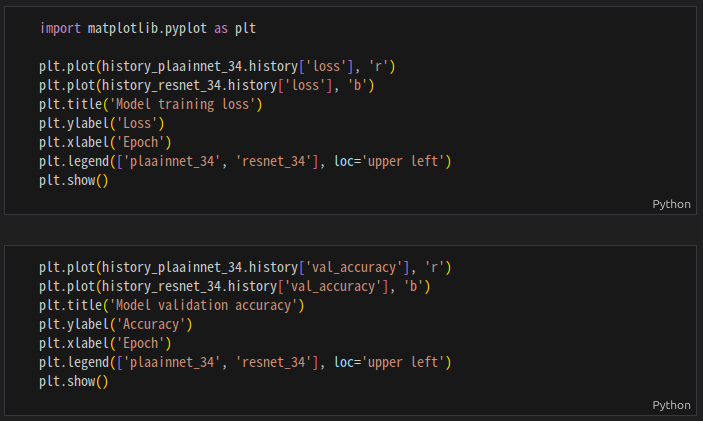 import matplotlib.pyplot as plt
plt.plot(history_plaainnet_34.history['loss'], 'r')
plt.plot(history_resnet_34.history['loss'], 'b')
plt.title('Model training loss')
plt.ylabel('Loss')
plt.xlabel('Epoch')
plt.legend(['plaainnet_34', 'resnet_34'], loc='upper left')
plt.show()
Python
plt.plot(history_plaainnet_34.history['val_accuracy'], 'r')
plt.plot(history_resnet_34.history['val_accuracy'], 'b')
plt.title('Model validation accuracy')
plt.ylabel('Accuracy')
plt.xlabel('Epoch')
plt.legend(['plaainnet_34', 'resnet_34'], loc='upper left')
plt.show()
Python